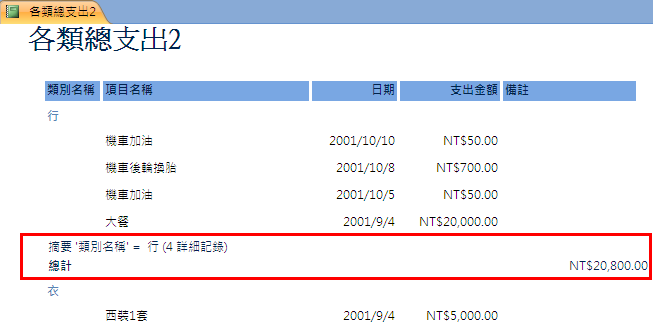 各類總支出2
各類總支出2
類別名稱 項目名稱 日期 支出金額 備註
行
機車加油 2001/10/10 NT$50.00
機車後輪換胎 2001/10/8 NT$700.00
機車加油 2001/10/5 NT$50.00
大餐 2001/9/4 NT$20,000.00
摘要 '類別名稱' = 行 (4 詳細記錄)
總計 NT$20,800.00
衣
西裝1套 2001/9/4 NT$5,000.00